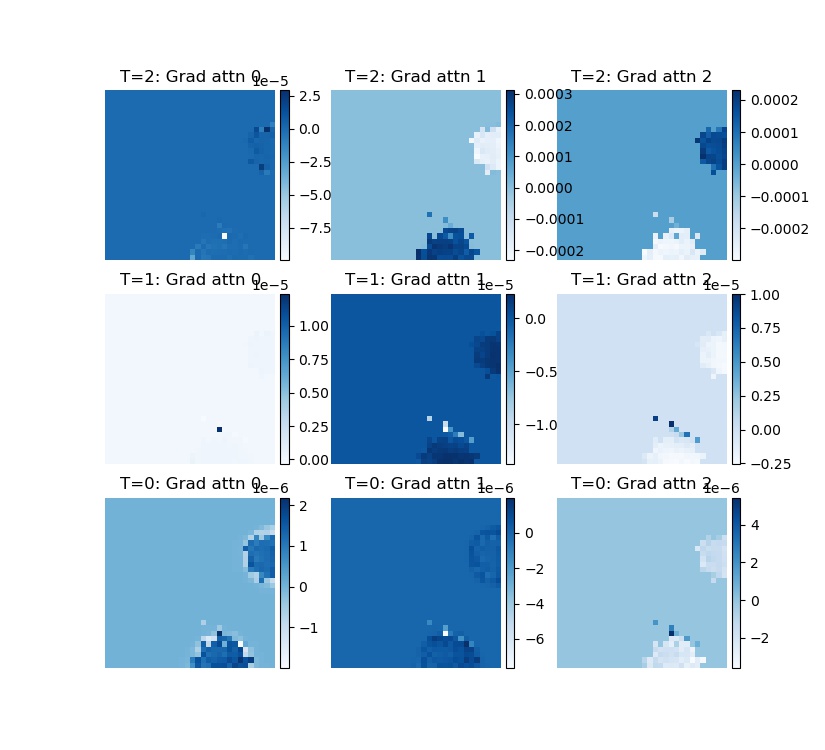 T=2: Grad attn 0
1e−5
2.5
0.0
−2.5
−5.0
−7.5
T=2: Grad attn 1
0.0003
0.0002
0.0001
0.0000
−0.0001
−0.0002
T=2: Grad attn 2
0.0002
0.0001
0.0000
−0.0001
−0.0002
T=1: Grad attn 0
1e−5
1.00
0.75
0.50
0.25
0.00
T=1: Grad attn 1
1e−5
0.0
−0.5
−1.0
T=1: Grad attn 2
1e−5
1.00
0.75
0.50
0.25
0.00
−0.25
T=0: Grad attn 0
1e−6
2
1
0
−1
T=0: Grad attn 1
1e−6
0
−2
−4
−6
T=0: Grad attn 2
1e−6
4
2
0
−2